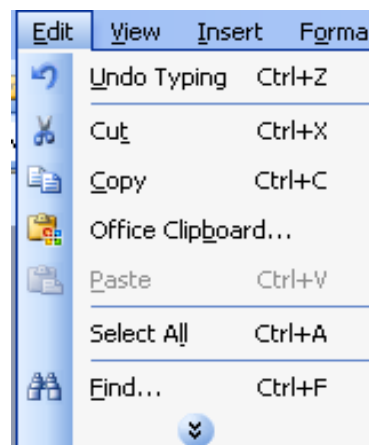 Edit View Insert Forma
Undo Typing Ctrl+Z
Cut Ctrl+X
Copy Ctrl+C
Office Clipboard...
Paste Ctrl+V
Select All Ctrl+A
Find... Ctrl+F